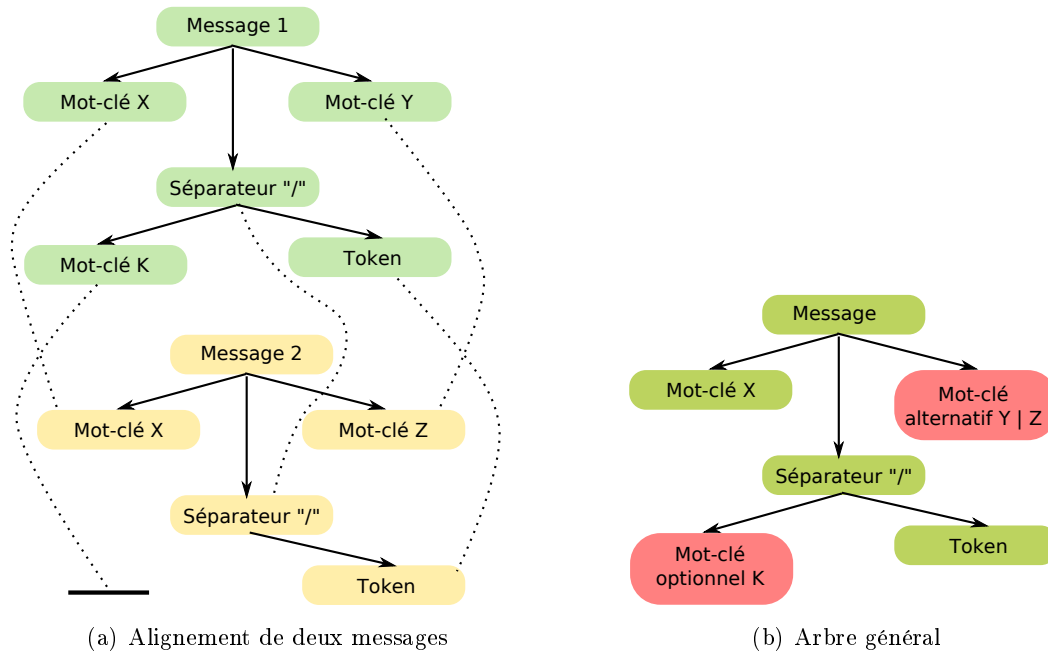 Message 1
Mot-clé X
Mot-clé Y
Séparateur "/"
Mot-clé K
Token
Message 2
Mot-clé X
Mot-clé Z
Séparateur "/"
Token
(a) Alignement de deux messages
Message
Mot-clé X
Mot-clé
alternatif Y | Z
Séparateur "/"
Mot-clé
optionnel K
Token
(b) Arbre général